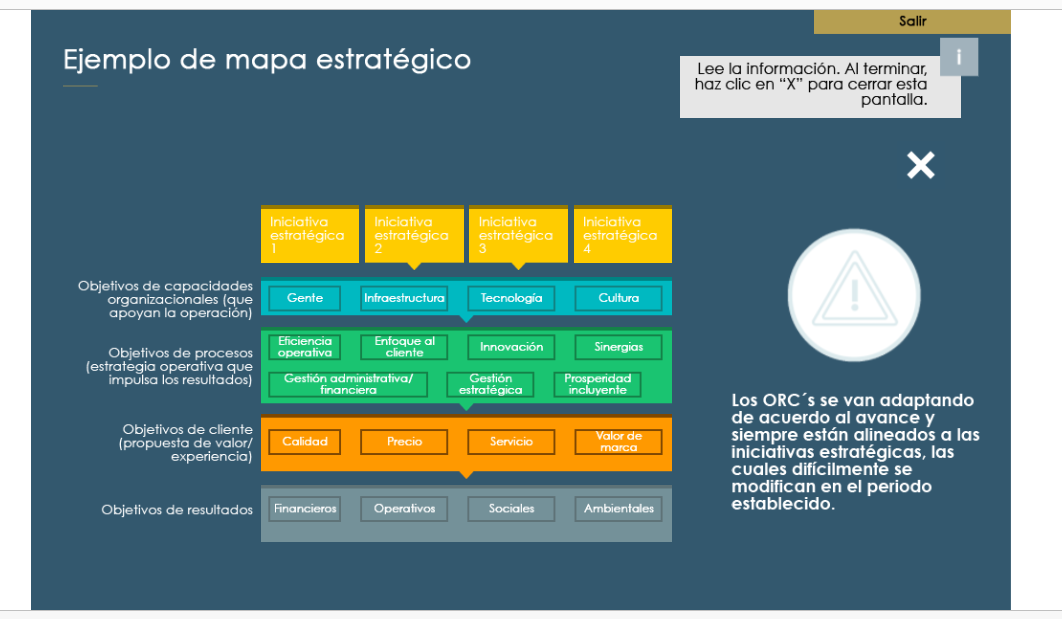 Salir
Ejemplo de mapa estratégico
i
Lee la información. Al terminar,
haz clic en “X” para cerrar esta
pantalla.
Iniciativa
estratégica
1
Iniciativa
estratégica
2
Iniciativa
estratégica
3
Iniciativa
estratégica
4
Objetivos de capacidades
organizacionales (que
apoyan la operación)
Gente
Infraestructura
Tecnología
Cultura
Objetivos de procesos
(estrategia operativa que
impulsa los resultados)
Eficiencia
operativa
Enfoque al
cliente
Innovación
Sinergias
Gestión administrativa/
financiera
Gestión
estratégica
Prosperidad
incluyente
Objetivos de cliente
(propuesta de valor/
experiencia)
Calidad
Precio
Servicio
Valor de
marca
Objetivos de resultados
Financieros
Operativos
Sociales
Ambientales
Los ORC´s se van adaptando
de acuerdo al avance y
siempre están alineados a las
iniciativas estratégicas, las
cuales difícilmente se
modifican en el periodo
establecido.